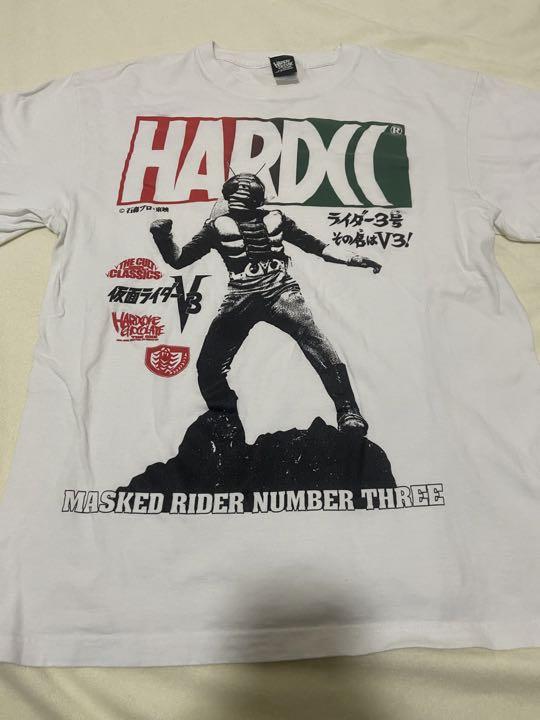 HARDCC®
© 石森プロ・東映
ライダー3号
その名はV3!
THE CULT
CLASSICS
仮面ライダーV3
HARDCORE
CHOCOLATE
MASKED RIDER NUMBER THREE